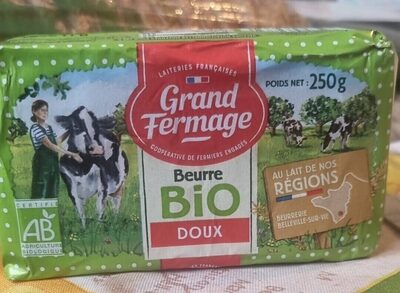 LAITERIES FRANÇAISES
Grand
Fermage
COOPÉRATIVE DE FERMIERS ENGAGÉS
POIDS NET : 250g
Beurre
BiO
DOUX
AU LAIT DE NOS
RÉGIONS
BEURRERIE
BELLEVILLE-SUR-VIE
CERTIFIÉ
AB
AGRICULTURE
BIOLOGIQUE